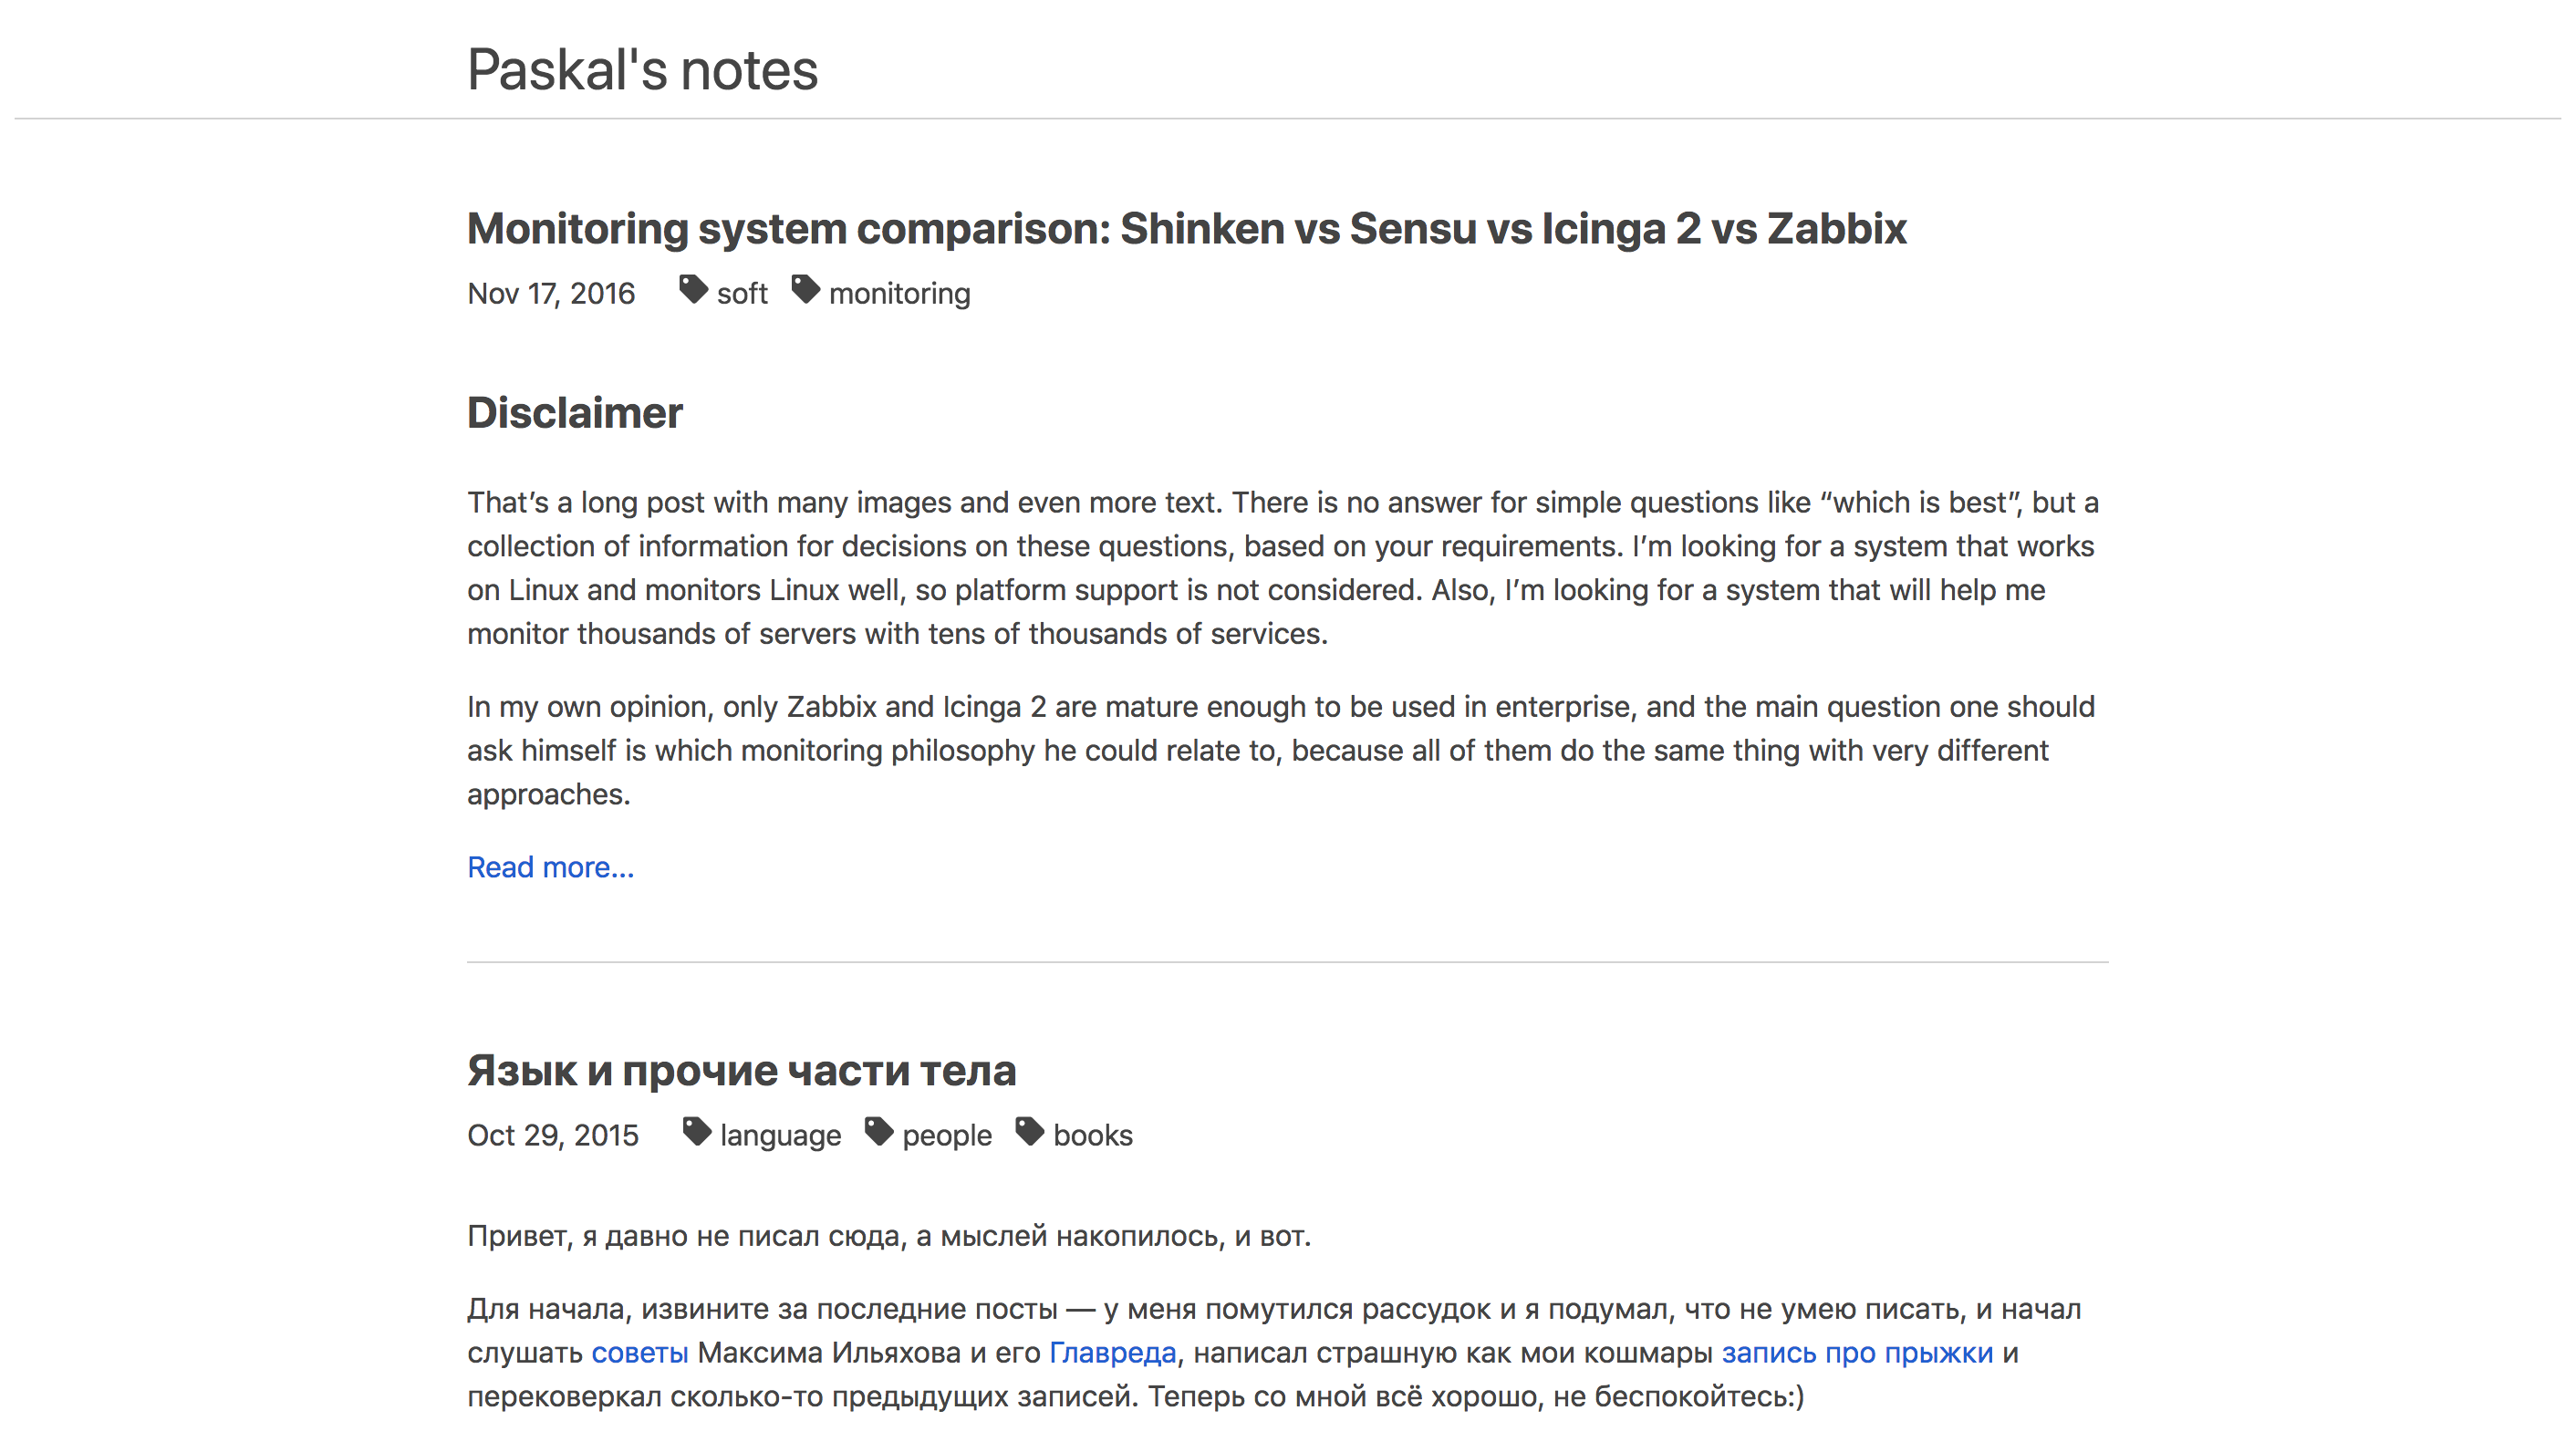 Paskal's notes
Monitoring system comparison: Shinken vs Sensu vs Icinga 2 vs Zabbix
Nov 17, 2016 soft monitoring
Disclaimer
That’s a long post with many images and even more text. There is no answer for simple questions like “which is best”, but a
collection of information for decisions on these questions, based on your requirements. I’m looking for a system that works
on Linux and monitors Linux well, so platform support is not considered. Also, I’m looking for a system that will help me
monitor thousands of servers with tens of thousands of services.
In my own opinion, only Zabbix and Icinga 2 are mature enough to be used in enterprise, and the main question one should
ask himself is which monitoring philosophy he could relate to, because all of them do the same thing with very different
approaches.
Read more...
Язык и прочие части тела
Oct 29, 2015 language people books
Привет, я давно не писал сюда, а мыслей накопилось, и вот.
Для начала, извините за последние посты — у меня помутился рассудок и я подумал, что не умею писать, и начал
слушать советы Максима Ильяхова и его Главреда, написал страшную как мои кошмары запись про прыжки и
перековеркал сколько-то предыдущих записей. Теперь со мной всё хорошо, не беспокойтесь:)